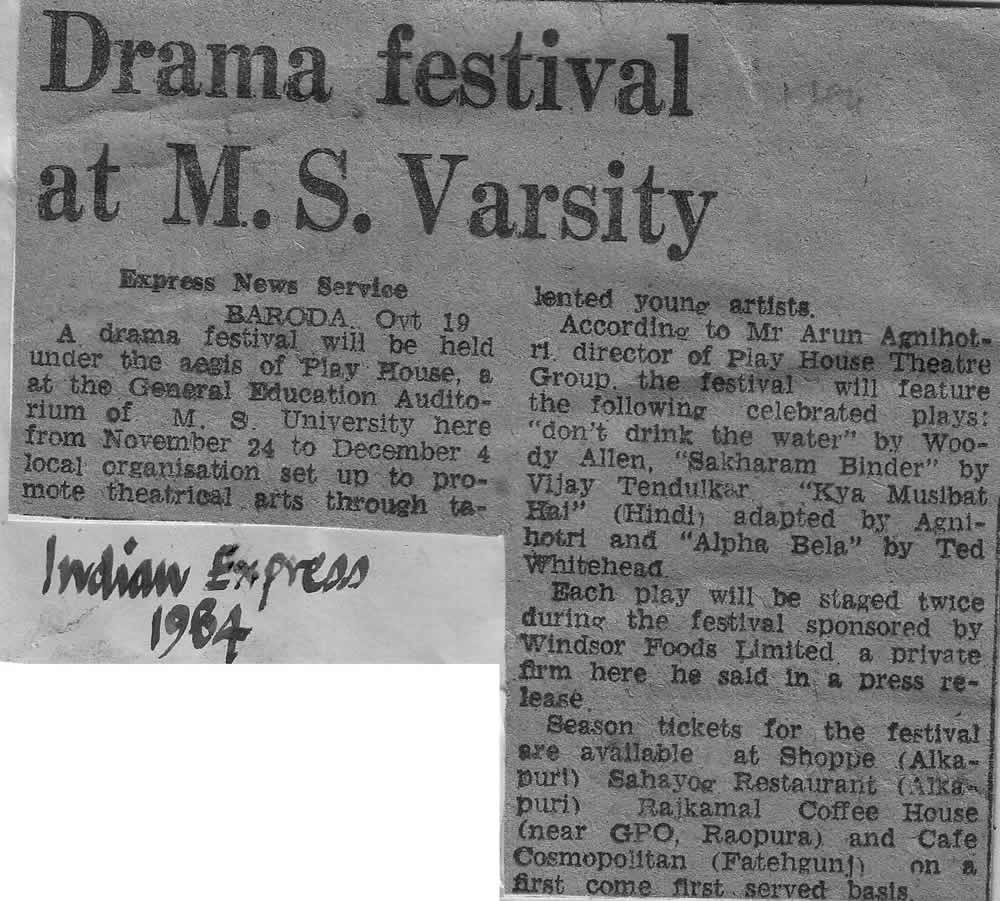 Drama festival
at M. S. Varsity
Express News Service
BARODA, Ovt 19
A drama festival will be held
under the aegis of Play House, a
at the General Education Audito-
rium of M. S. University here
from November 24 to December 4
local organisation set up to pro-
mote theatrical arts through ta-
lented young artists.
According to Mr Arun Agnihot-
ri, director of Play House Theatre
Group, the festival will feature
the following celebrated plays:
"don't drink the water" by Woo-
dy Allen, "Sakharam Binder" by
Vijay Tendulkar "Kya Musibat
Hai" (Hindi) adapted by Agni-
hotri and "Alpha Bela" by Ted
Whitehead.
Each play will be staged twice
during the festival sponsored by
Windsor Foods Limited a private
firm here he said in a press re-
lease.
Season tickets for the festival
are available at Shoppe (Alka-
puri) Sahayog Restaurant (Alka-
puri) Rajkamal Coffee House
(near GPO, Raopura) and Cafe
Cosmopolitan (Fatehgunj) on a
first come first served basis.
Indian Express
1984